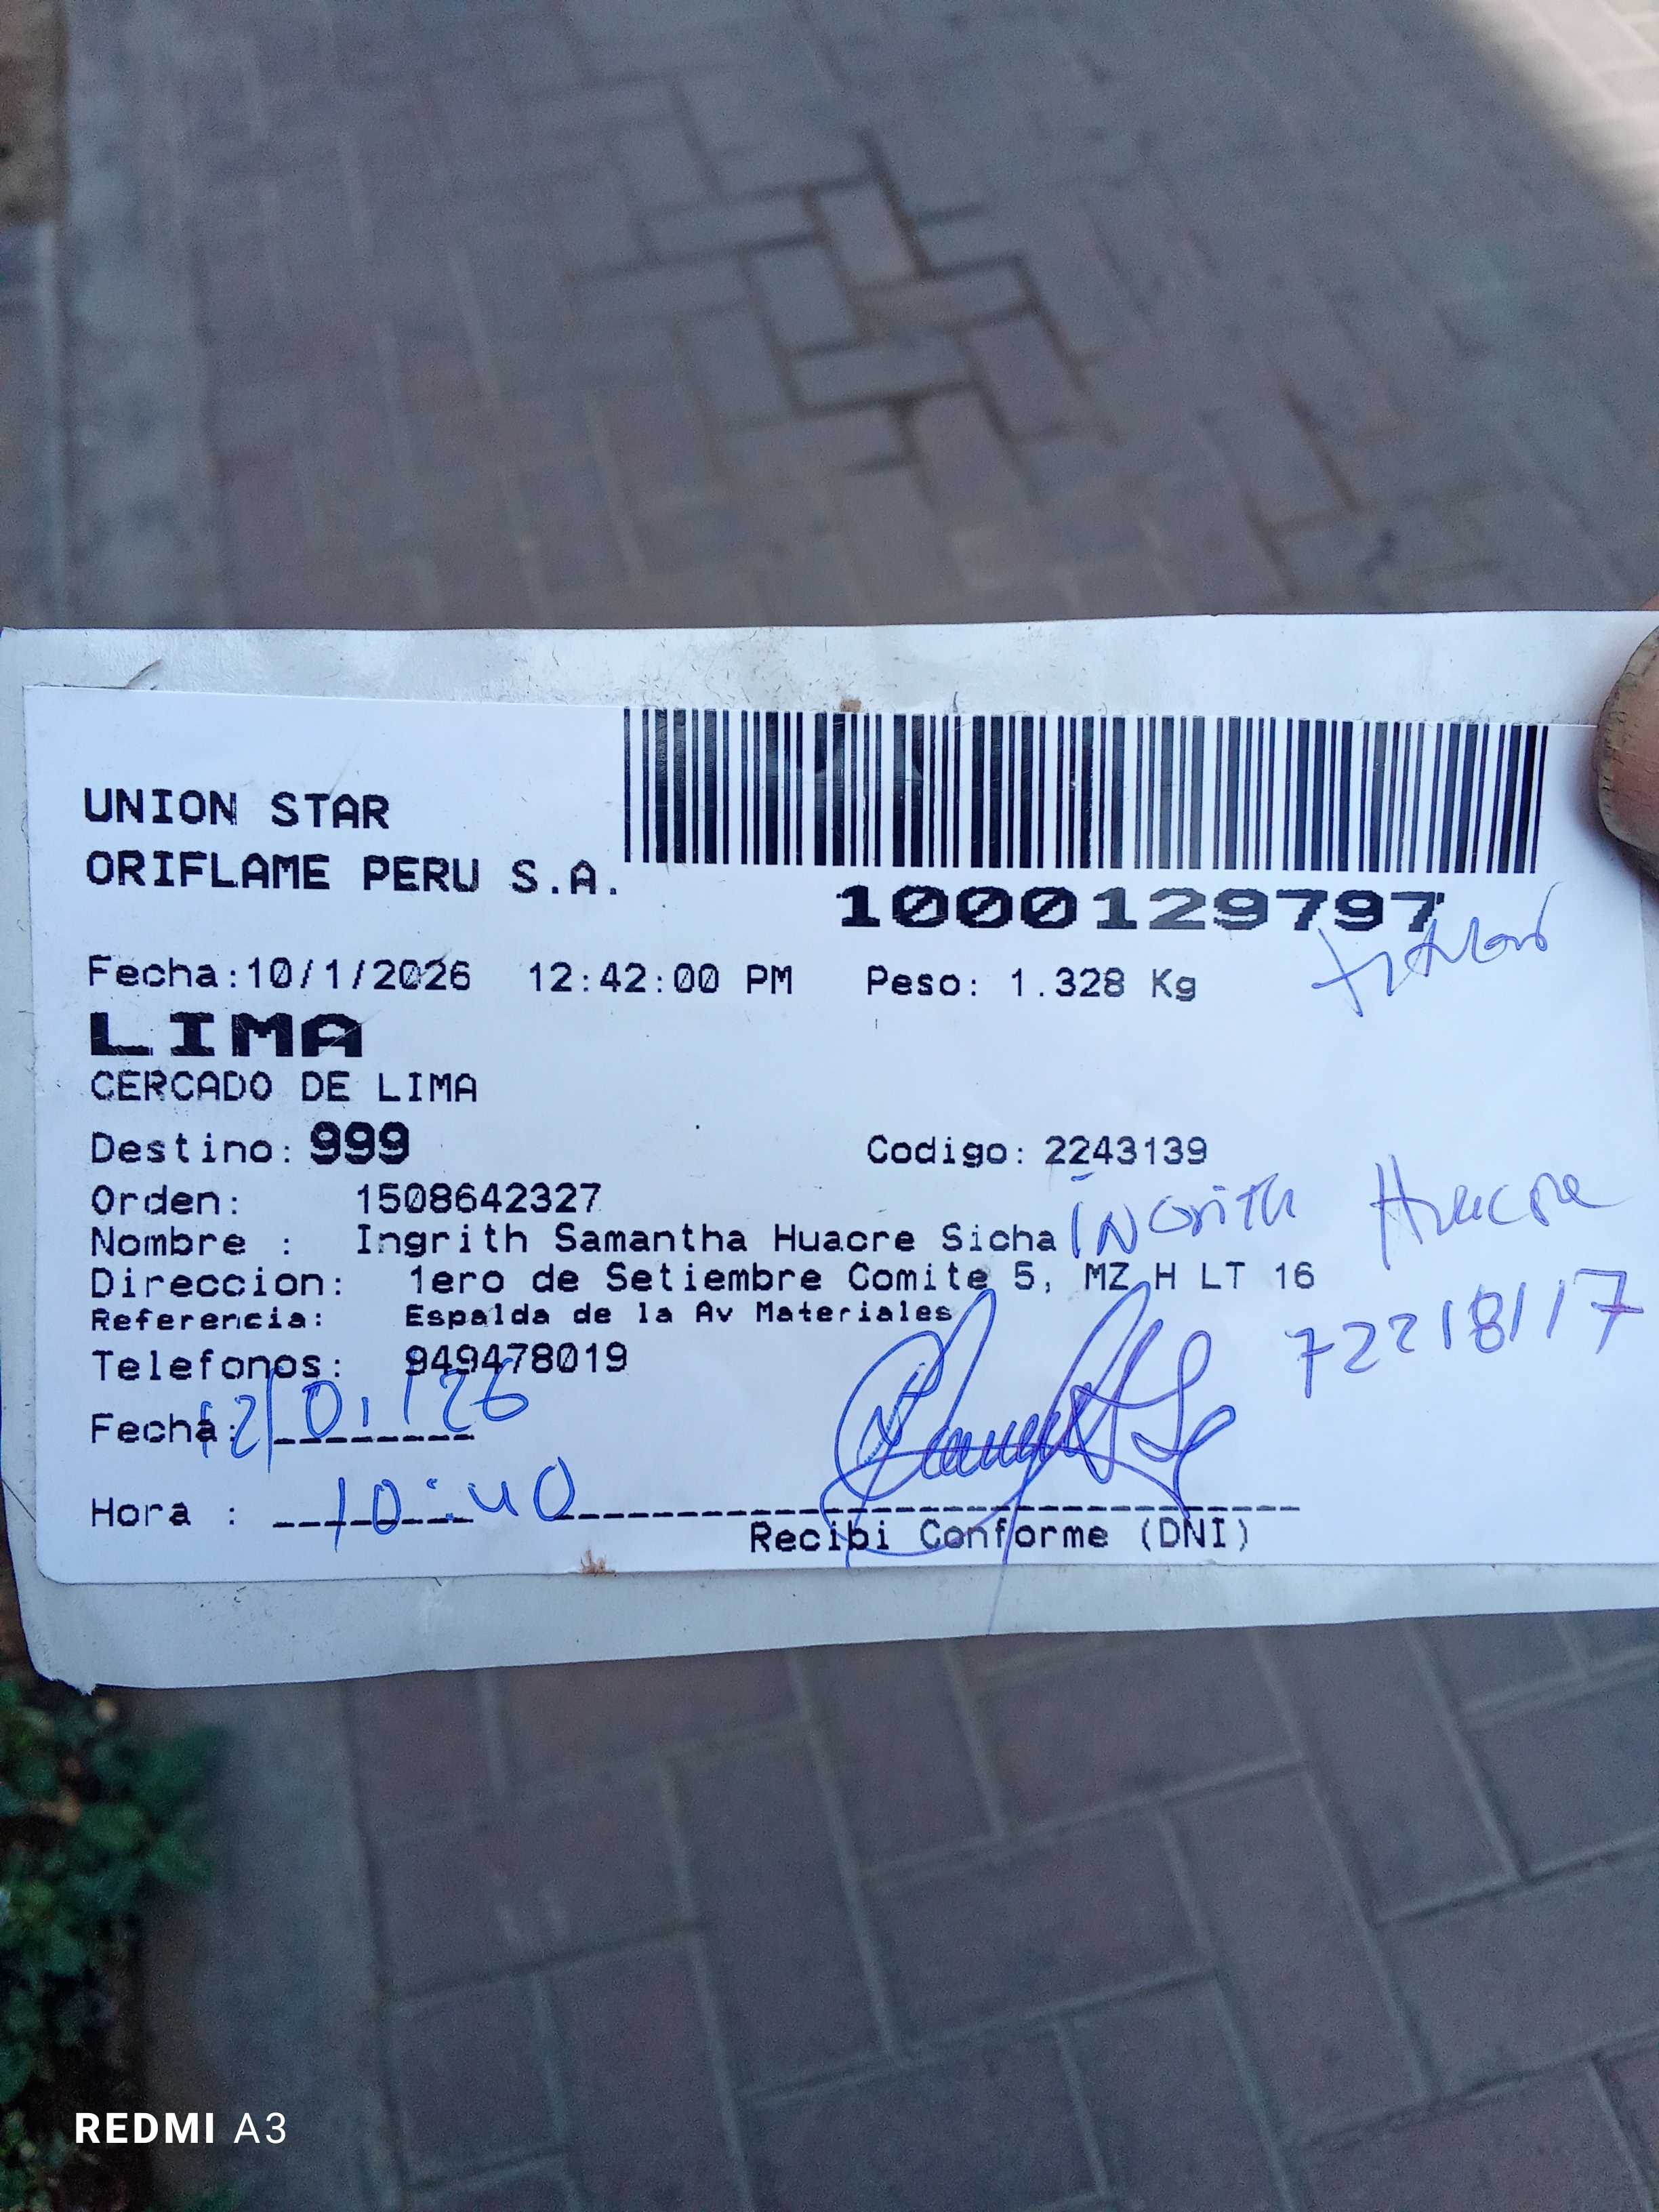 UNION STAR
ORIFLAME PERU S.A.
1000129797
Fecha:10/1/2026 12:42:00 PM Peso: 1.328 Kg
LIMA
CERCADO DE LIMA
Destino: 999 Codigo: 2243139
Orden: 1508642327
Nombre : Ingrith Samantha Huacre Sicha
Huacre
Direccion: 1ero de Setiembre Comite 5, MZ H LT 16
Referencia: Espalda de la Av Materiales
72218117
Telefonos: 949478019
Fecha: 12/01/26
Hora : 10:40
Recibi Conforme (DNI)
REDMI A3